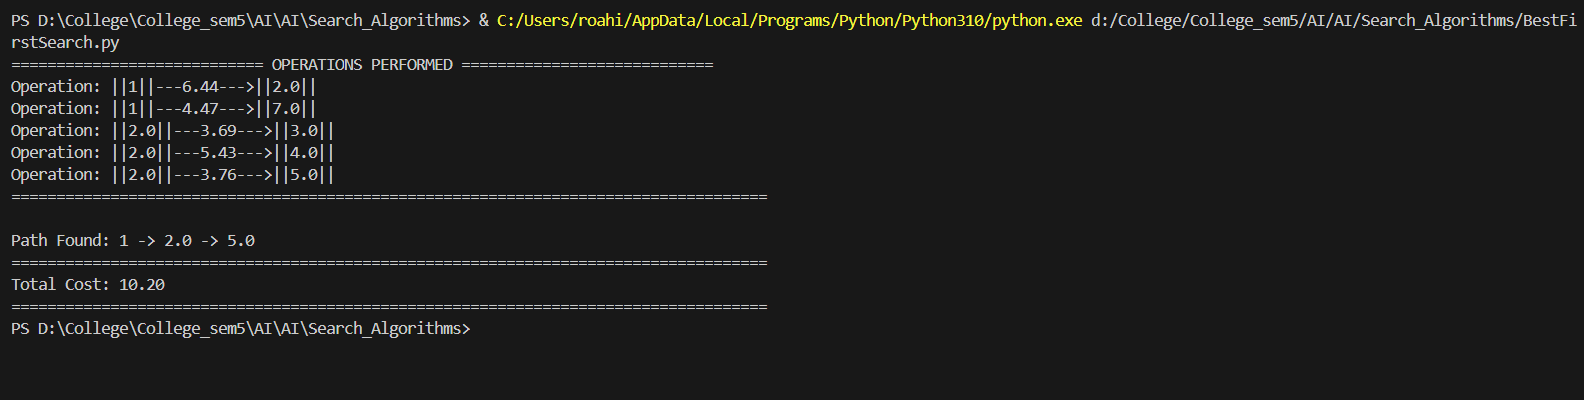 PS D:\College\College_sem5\AI\AI\Search_Algorithms> & C:/Users/roahi/AppData/Local/Programs/Python/Python310/python.exe d:/College/College_sem5/AI/AI/Search_Algorithms/BestFi
rstSearch.py
============================ OPERATIONS PERFORMED ============================
Operation: ||1||---6.44--->||2.0||
Operation: ||1||---4.47--->||7.0||
Operation: ||2.0||---3.69--->||3.0||
Operation: ||2.0||---5.43--->||4.0||
Operation: ||2.0||---3.76--->||5.0||
====================================================================================
Path Found: 1 -> 2.0 -> 5.0
====================================================================================
Total Cost: 10.20
====================================================================================
PS D:\College\College_sem5\AI\AI\Search_Algorithms>